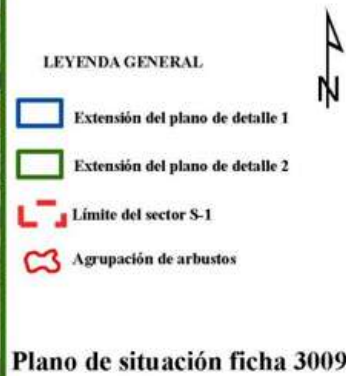 LEYENDA GENERAL
N
Extensión del plano de detalle 1
Extensión del plano de detalle 2
Límite del sector S-1
Agrupación de arbustos
Plano de situación ficha 3009